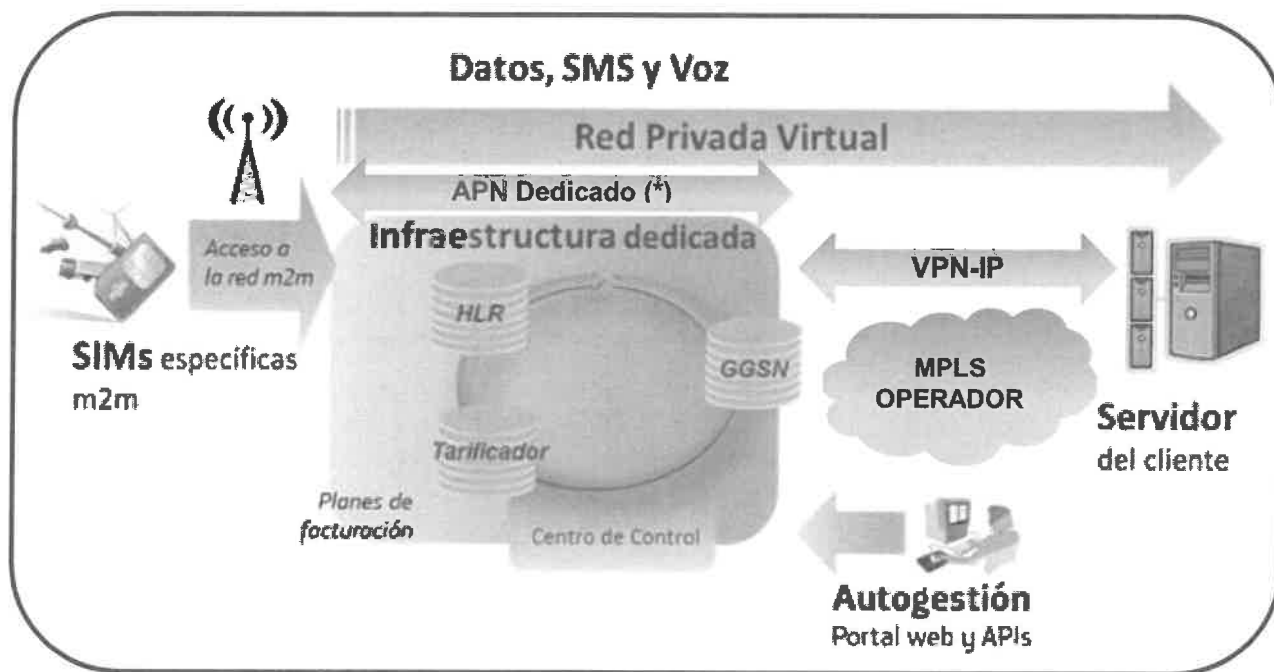 Datos, SMS y Voz
Red Privada Virtual
APN Dedicado (*)
Acceso a
la red m2m
Infraestructura dedicada
VPN-IP
HLR
GGSN
MPLS
OPERADOR
SIMs específicas
m2m
Servidor
del cliente
Tarificador
Planes de
facturación
Centro de Control
Autogestión
Portal web y APIs